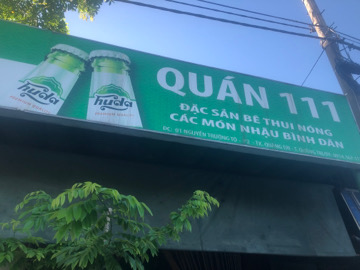 QUÁN 111
ĐẶC SẢN BÊ THUI NÓNG
CÁC MÓN NHẬU BÌNH DÂN
huda
huda